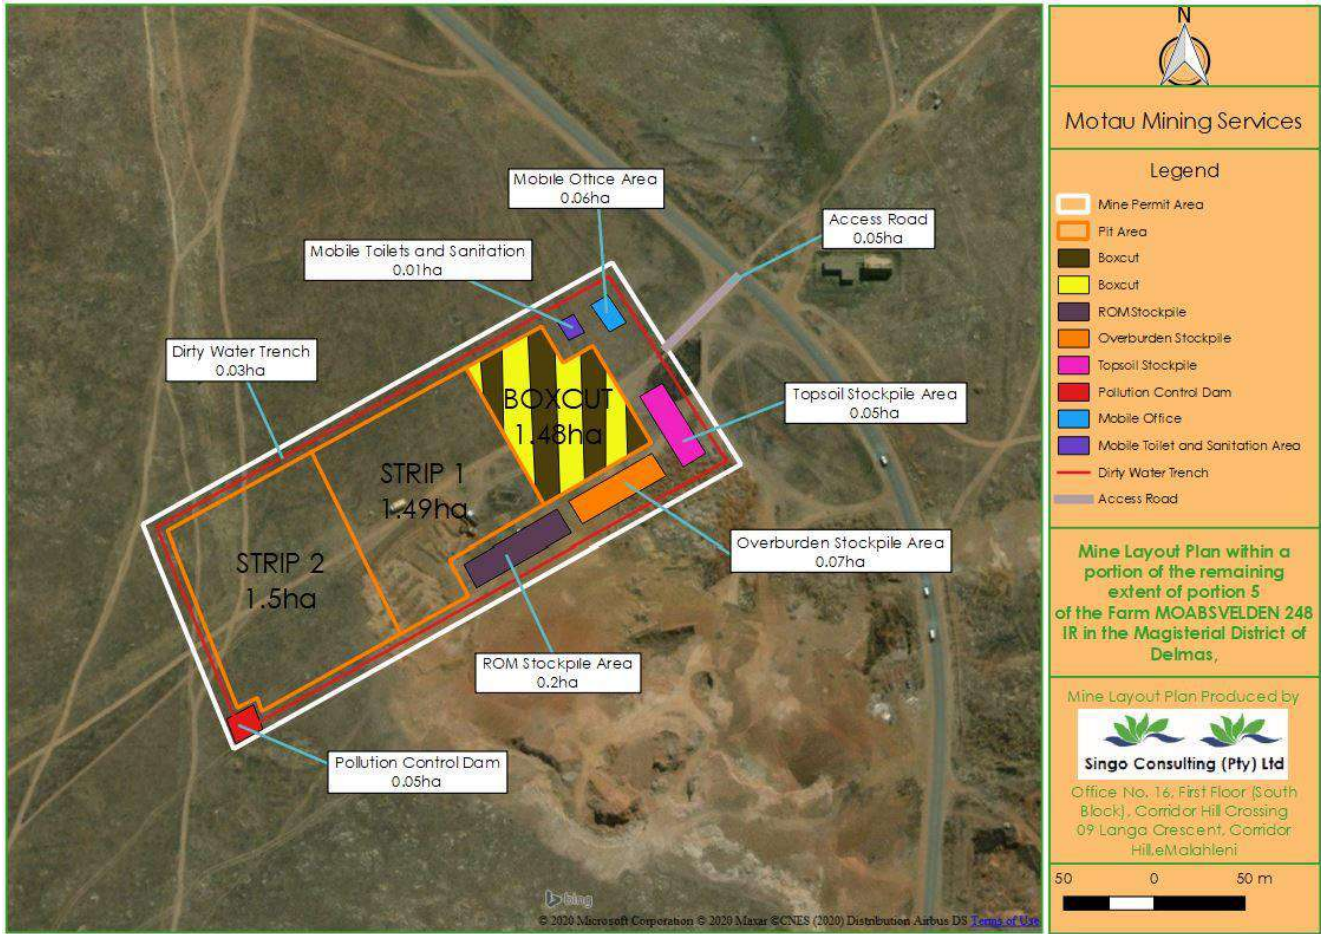 Mobile Office Area
0.06ha
Access Road
0.05ha
Mobile Toilets and Sanitation
0.01ha
Dirty Water Trench
0.03ha
BOXCUT
1.48ha
Topsoil Stockpile Area
0.05ha
STRIP 1
1.49ha
STRIP 2
1.5ha
Overburden Stockpile Area
0.07ha
ROM Stockpile Area
0.2ha
Pollution Control Dam
0.05ha
bing
© 2020 Microsoft Corporation © 2020 Maxar ©CNES (2020) Distribution Airbus DS Terms of Use
N
Motau Mining Services
Legend
Mine Permit Area
Pit Area
Boxcut
Boxcut
ROM Stockpile
Overburden Stockpile
Topsoil Stockpile
Pollution Control Dam
Mobile Office
Mobile Toilet and Sanitation Area
Dirty Water Trench
Access Road
Mine Layout Plan within a
portion of the remaining
extent of portion 5
of the Farm MOABSVELDEN 248
IR in the Magisterial District of
Delmas,
Mine Layout Plan Produced by
Singo Consulting (Pty) Ltd
Office No. 16, First Floor (South
Block), Corridor Hill Crossing
09 Langa Crescent, Corridor
Hill,eMalahleni
50 0 50 m